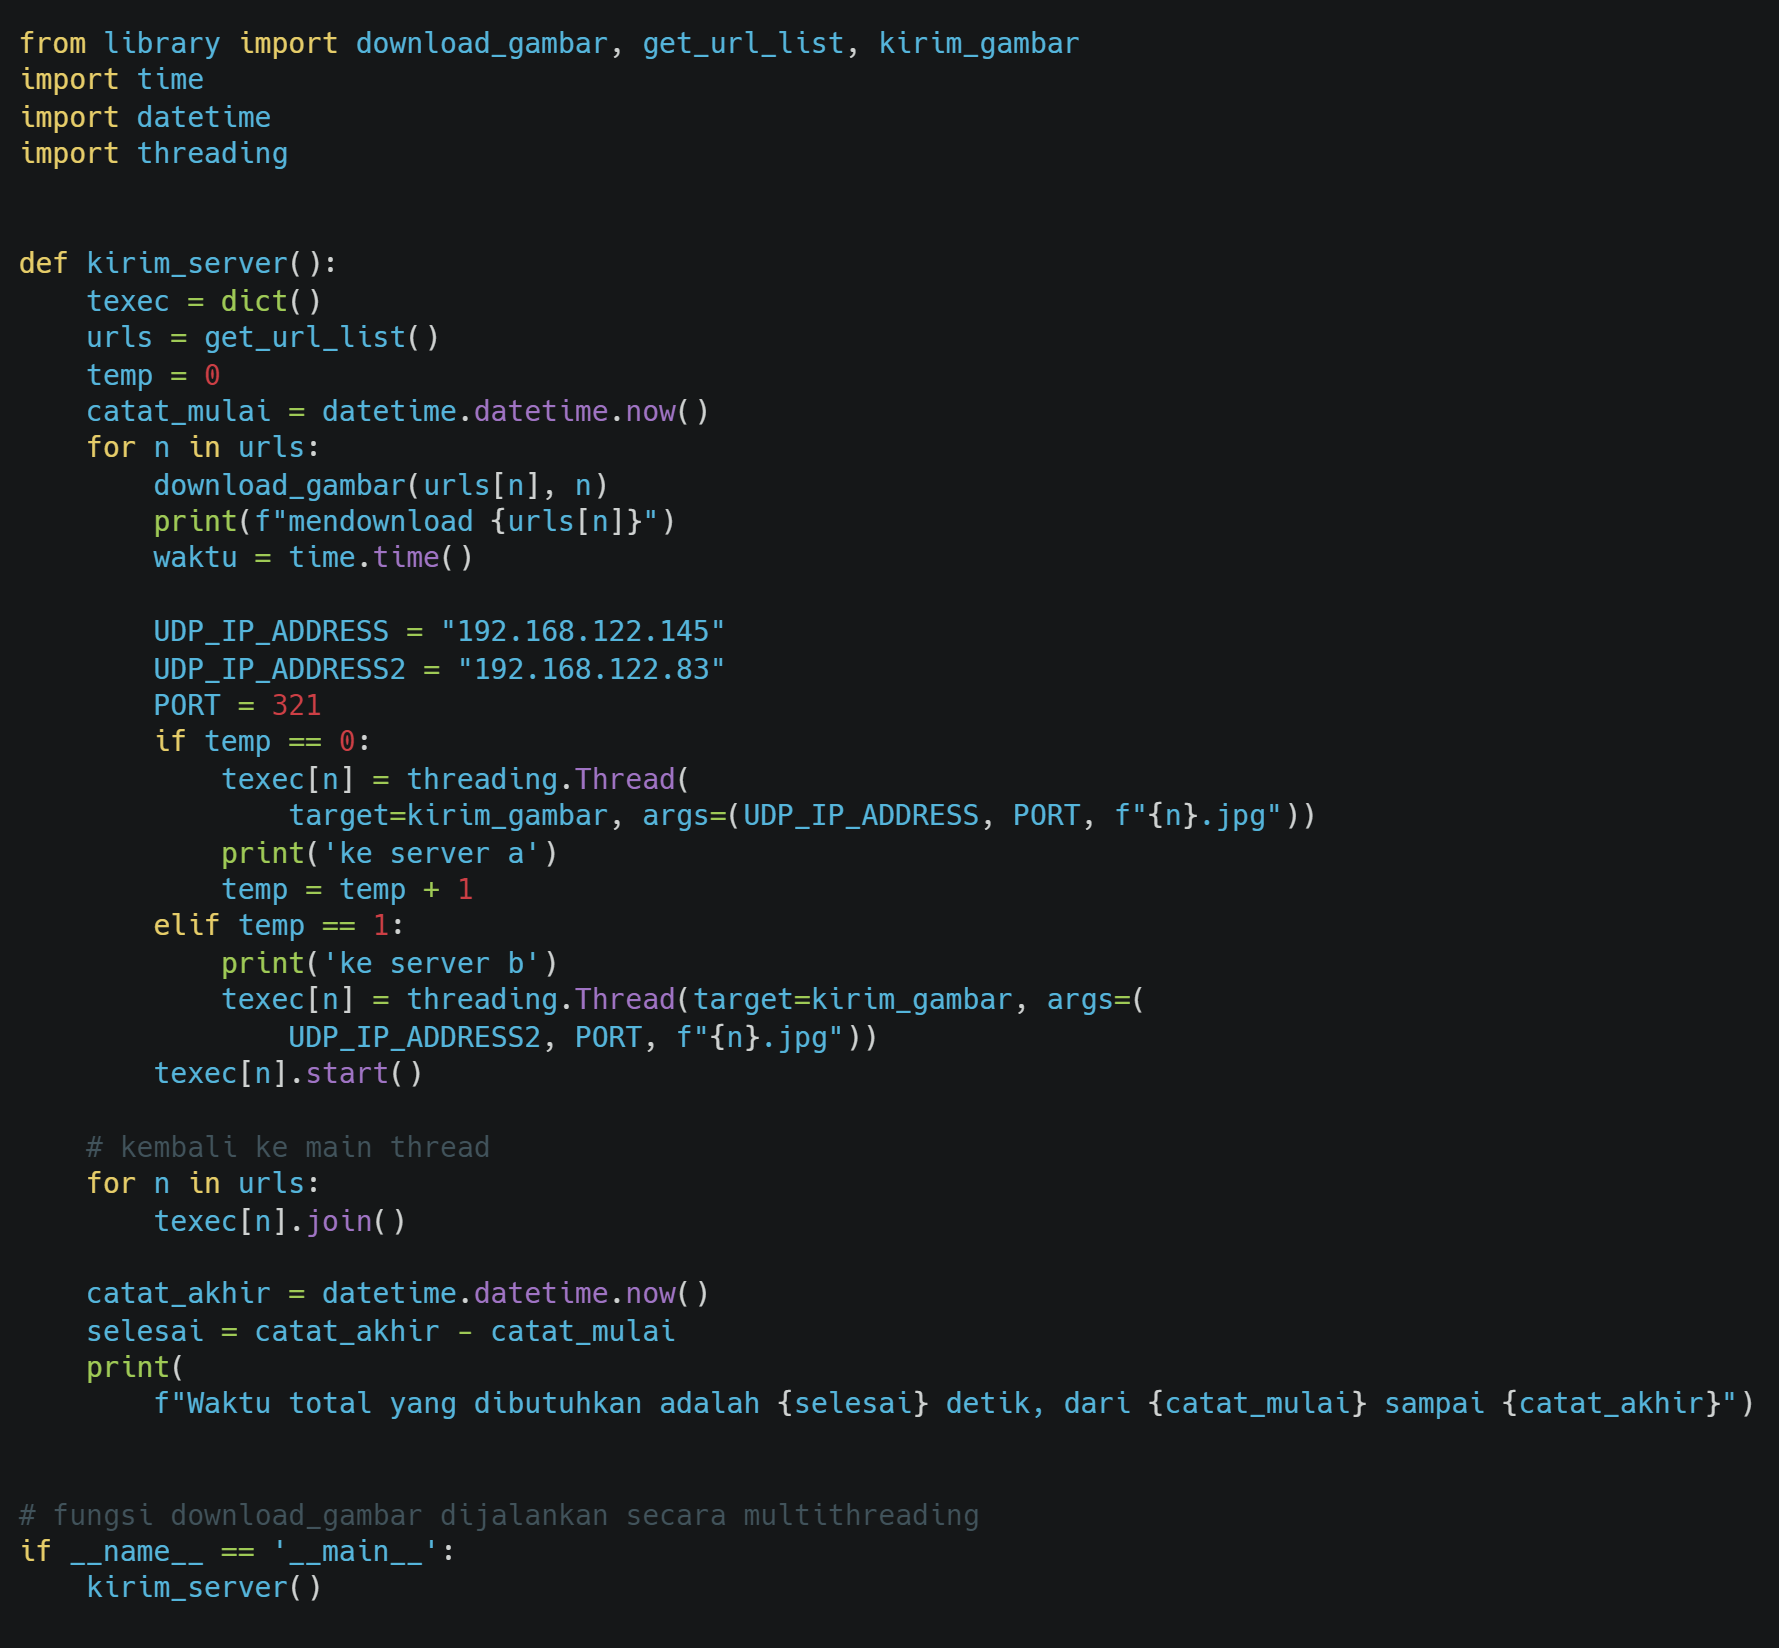 from library import download_gambar, get_url_list, kirim_gambar
import time
import datetime
import threading


def kirim_server():
    texec = dict()
    urls = get_url_list()
    temp = 0
    catat_mulai = datetime.datetime.now()
    for n in urls:
        download_gambar(urls[n], n)
        print(f"mendownload {urls[n]}")
        waktu = time.time()

        UDP_IP_ADDRESS = "192.168.122.145"
        UDP_IP_ADDRESS2 = "192.168.122.83"
        PORT = 321
        if temp == 0:
            texec[n] = threading.Thread(
                target=kirim_gambar, args=(UDP_IP_ADDRESS, PORT, f"{n}.jpg"))
            print('ke server a')
            temp = temp + 1
        elif temp == 1:
            print('ke server b')
            texec[n] = threading.Thread(target=kirim_gambar, args=(
                UDP_IP_ADDRESS2, PORT, f"{n}.jpg"))
        texec[n].start()

    # kembali ke main thread
    for n in urls:
        texec[n].join()

    catat_akhir = datetime.datetime.now()
    selesai = catat_akhir - catat_mulai
    print(
        f"Waktu total yang dibutuhkan adalah {selesai} detik, dari {catat_mulai} sampai {catat_akhir}")


# fungsi download_gambar dijalankan secara multithreading
if __name__ == '__main__':
    kirim_server()